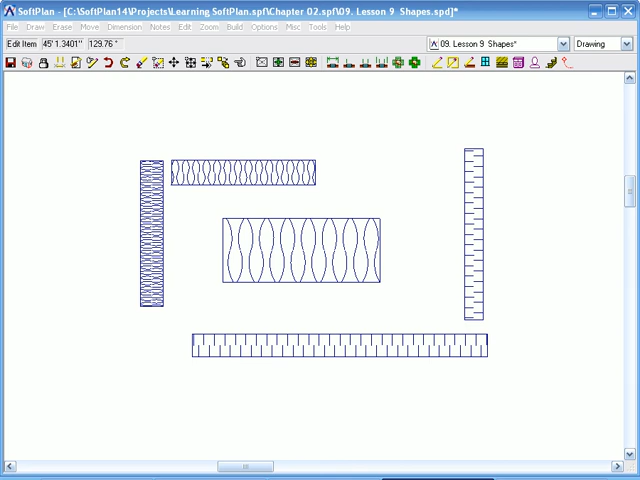 SoftPlan - [C:\SoftPlan14\Projects\Learning SoftPlan.spf\Chapter 02.spf\09. Lesson 9  Shapes.spd]*
File Draw Erase Move Dimension Notes Edit Zoom Build Options Misc Tools Help
Edit Item 45' 1.3401" 129.76 ° 09. Lesson 9 Shapes* Drawing